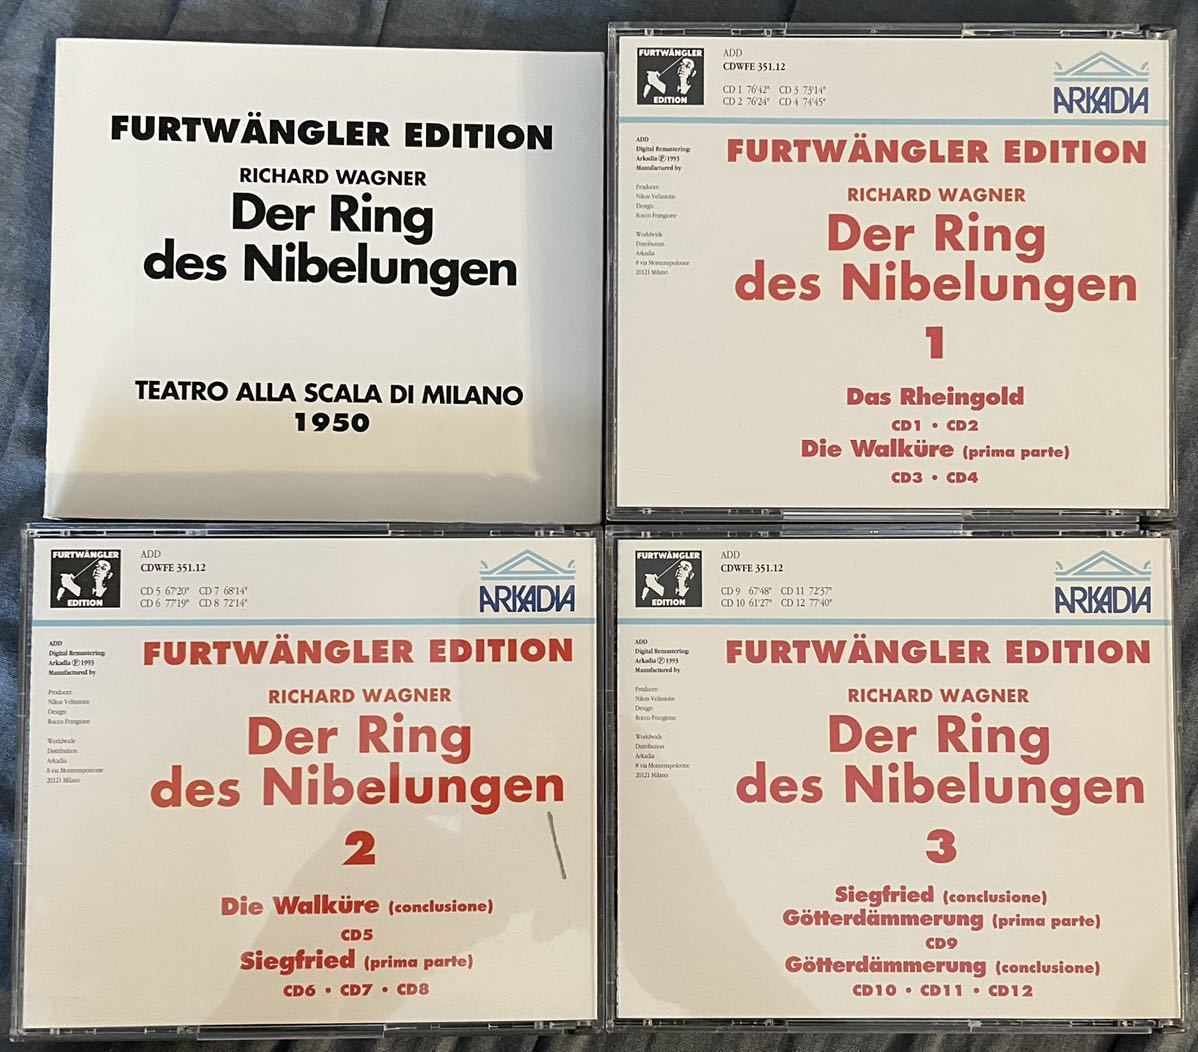 FURTWÄNGLER EDITION
RICHARD WAGNER
Der Ring
des Nibelungen
TEATRO ALLA SCALA DI MILANO
1950
FURTWÄNGLER
EDITION
ADD
CDWFE 351.12
CD 1 76'42" CD 3 73'14"
CD 2 76'24" CD 4 74'45"
ARKADIA
ADD
Digital Remastering:
Arkadia Ⓟ 1993
Manufactured by
Producer:
Nikos Velissiotis
Design:
Rocco Frangione
Worldwide
Distribution
Arkadia
8 via Montenapoleone
20121 Milano
FURTWÄNGLER EDITION
RICHARD WAGNER
Der Ring
des Nibelungen
1
Das Rheingold
CD1 • CD2
Die Walküre (prima parte)
CD3 • CD4
FURTWÄNGLER
EDITION
ADD
CDWFE 351.12
CD 5 67'20" CD 7 68'14"
CD 6 77'19" CD 8 72'14"
ARKADIA
ADD
Digital Remastering:
Arkadia Ⓟ 1993
Manufactured by
Producer:
Nikos Velissiotis
Design:
Rocco Frangione
Worldwide
Distribution
Arkadia
8 via Montenapoleone
20121 Milano
FURTWÄNGLER EDITION
RICHARD WAGNER
Der Ring
des Nibelungen
2
Die Walküre (conclusione)
CD5
Siegfried (prima parte)
CD6 • CD7 • CD8
FURTWÄNGLER
EDITION
ADD
CDWFE 351.12
CD 9 67'48" CD 11 72'37"
CD 10 61'27" CD 12 77'40"
ARKADIA
ADD
Digital Remastering:
Arkadia Ⓟ 1993
Manufactured by
Producer:
Nikos Velissiotis
Design:
Rocco Frangione
Worldwide
Distribution
Arkadia
8 via Montenapoleone
20121 Milano
FURTWÄNGLER EDITION
RICHARD WAGNER
Der Ring
des Nibelungen
3
Siegfried (conclusione)
Götterdämmerung (prima parte)
CD9
Götterdämmerung (conclusione)
CD10 • CD11 • CD12